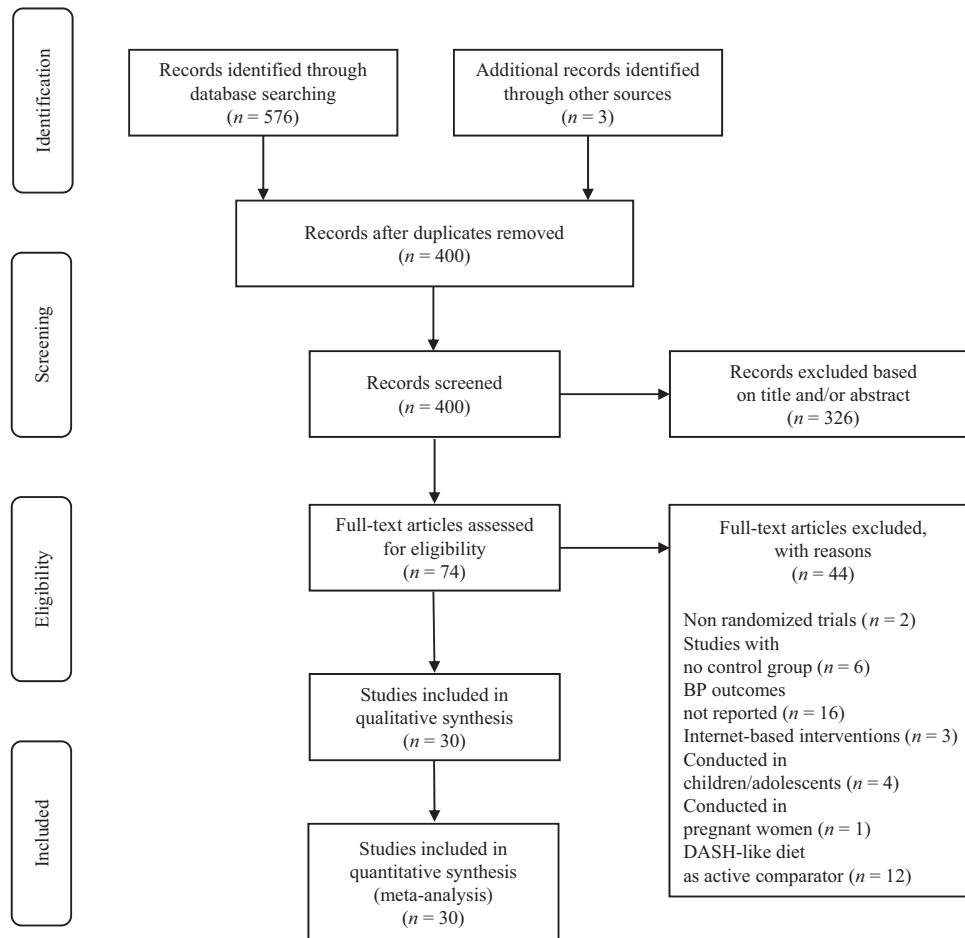 Identification
Records identified through
database searching
(n = 576)
Additional records identified
through other sources
(n = 3)
Records after duplicates removed
(n = 400)
Screening
Records screened
(n = 400)
Records excluded based
on title and/or abstract
(n = 326)
Eligibility
Full-text articles assessed
for eligibility
(n = 74)
Full-text articles excluded,
with reasons
(n = 44)
Non randomized trials (n = 2)
Studies with
no control group (n = 6)
BP outcomes
not reported (n = 16)
Internet-based interventions (n = 3)
Conducted in
children/adolescents (n = 4)
Conducted in
pregnant women (n = 1)
DASH-like diet
as active comparator (n = 12)
Studies included in
qualitative synthesis
(n = 30)
Included
Studies included in
quantitative synthesis
(meta-analysis)
(n = 30)